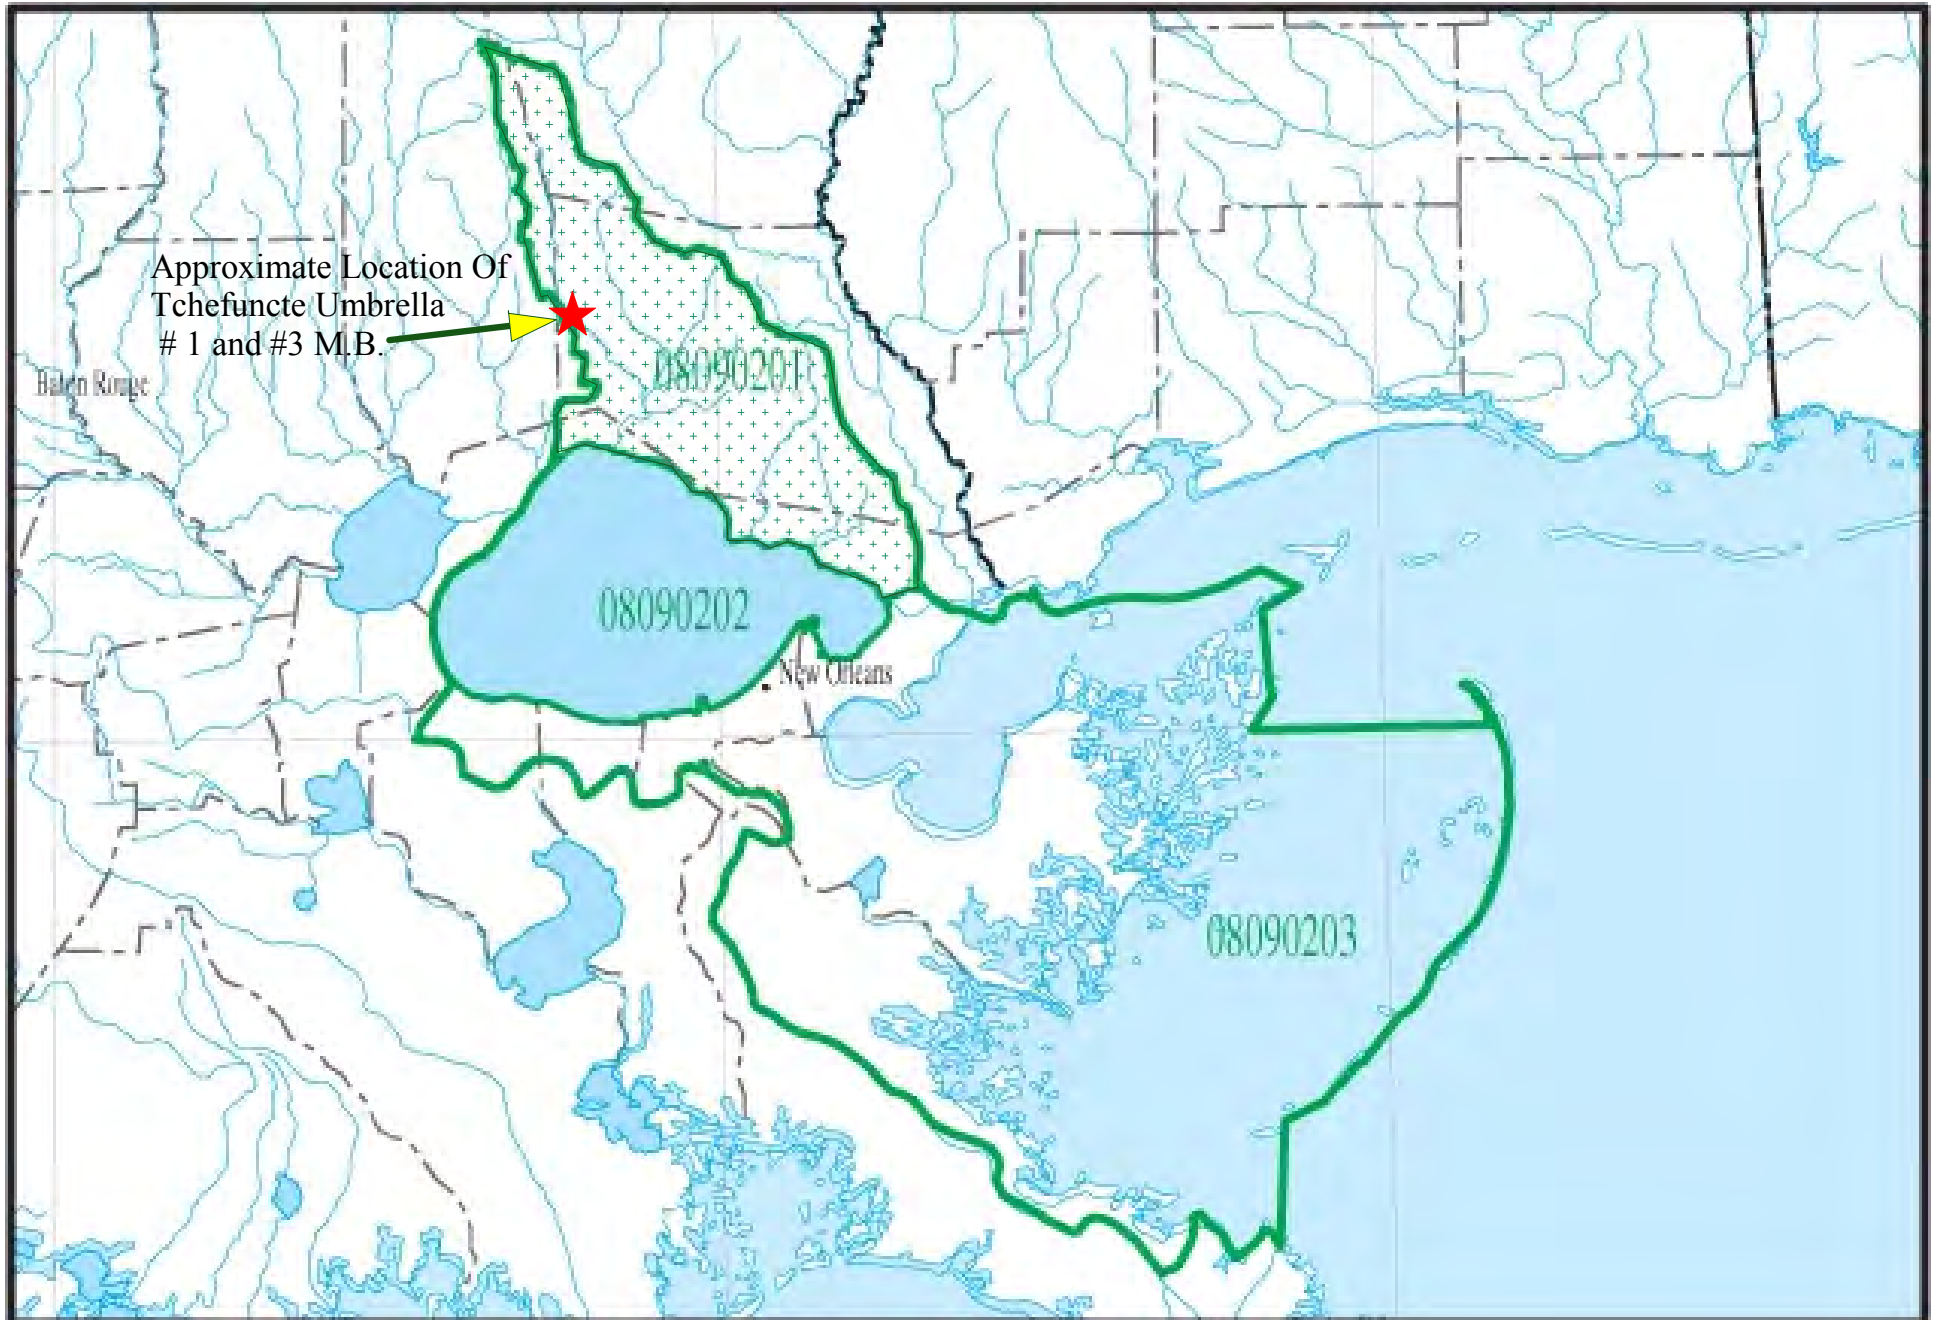 Approximate Location Of
Tchefuncte Umbrella
# 1 and #3 M.B.
Baton Rouge
08090201
08090202
New Orleans
08090203